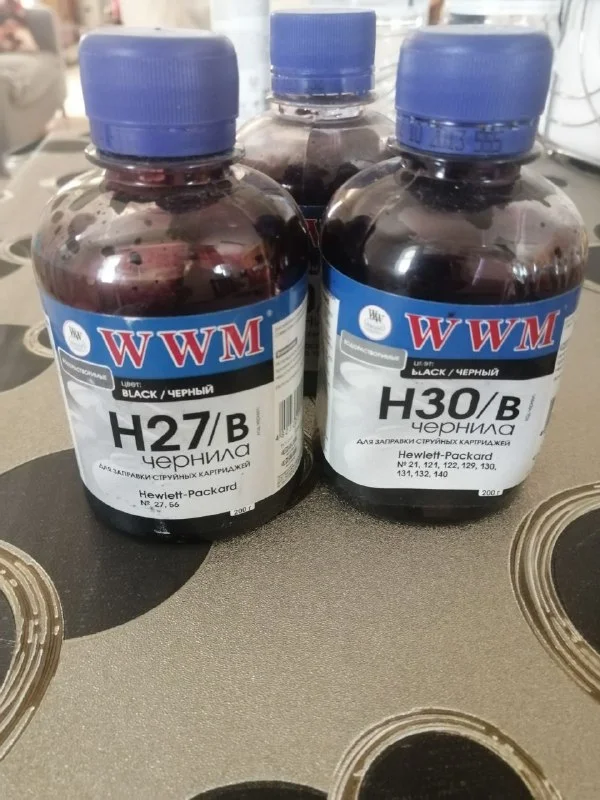 WWM
ВОДОРАСТВОРИМЫЕ
ЦВЕТ:
BLACK / ЧЕРНЫЙ
H27/B
чернила
ДЛЯ ЗАПРАВКИ СТРУЙНЫХ КАРТРИДЖЕЙ
Hewlett-Packard
№ 27, 56
200 г
WWM
ВОДОРАСТВОРИМЫЕ
ЦВЕТ:
BLACK / ЧЕРНЫЙ
H30/B
чернила
ДЛЯ ЗАПРАВКИ СТРУЙНЫХ КАРТРИДЖЕЙ
Hewlett-Packard
№ 21, 121, 122, 129, 130,
131, 132, 140
200 г